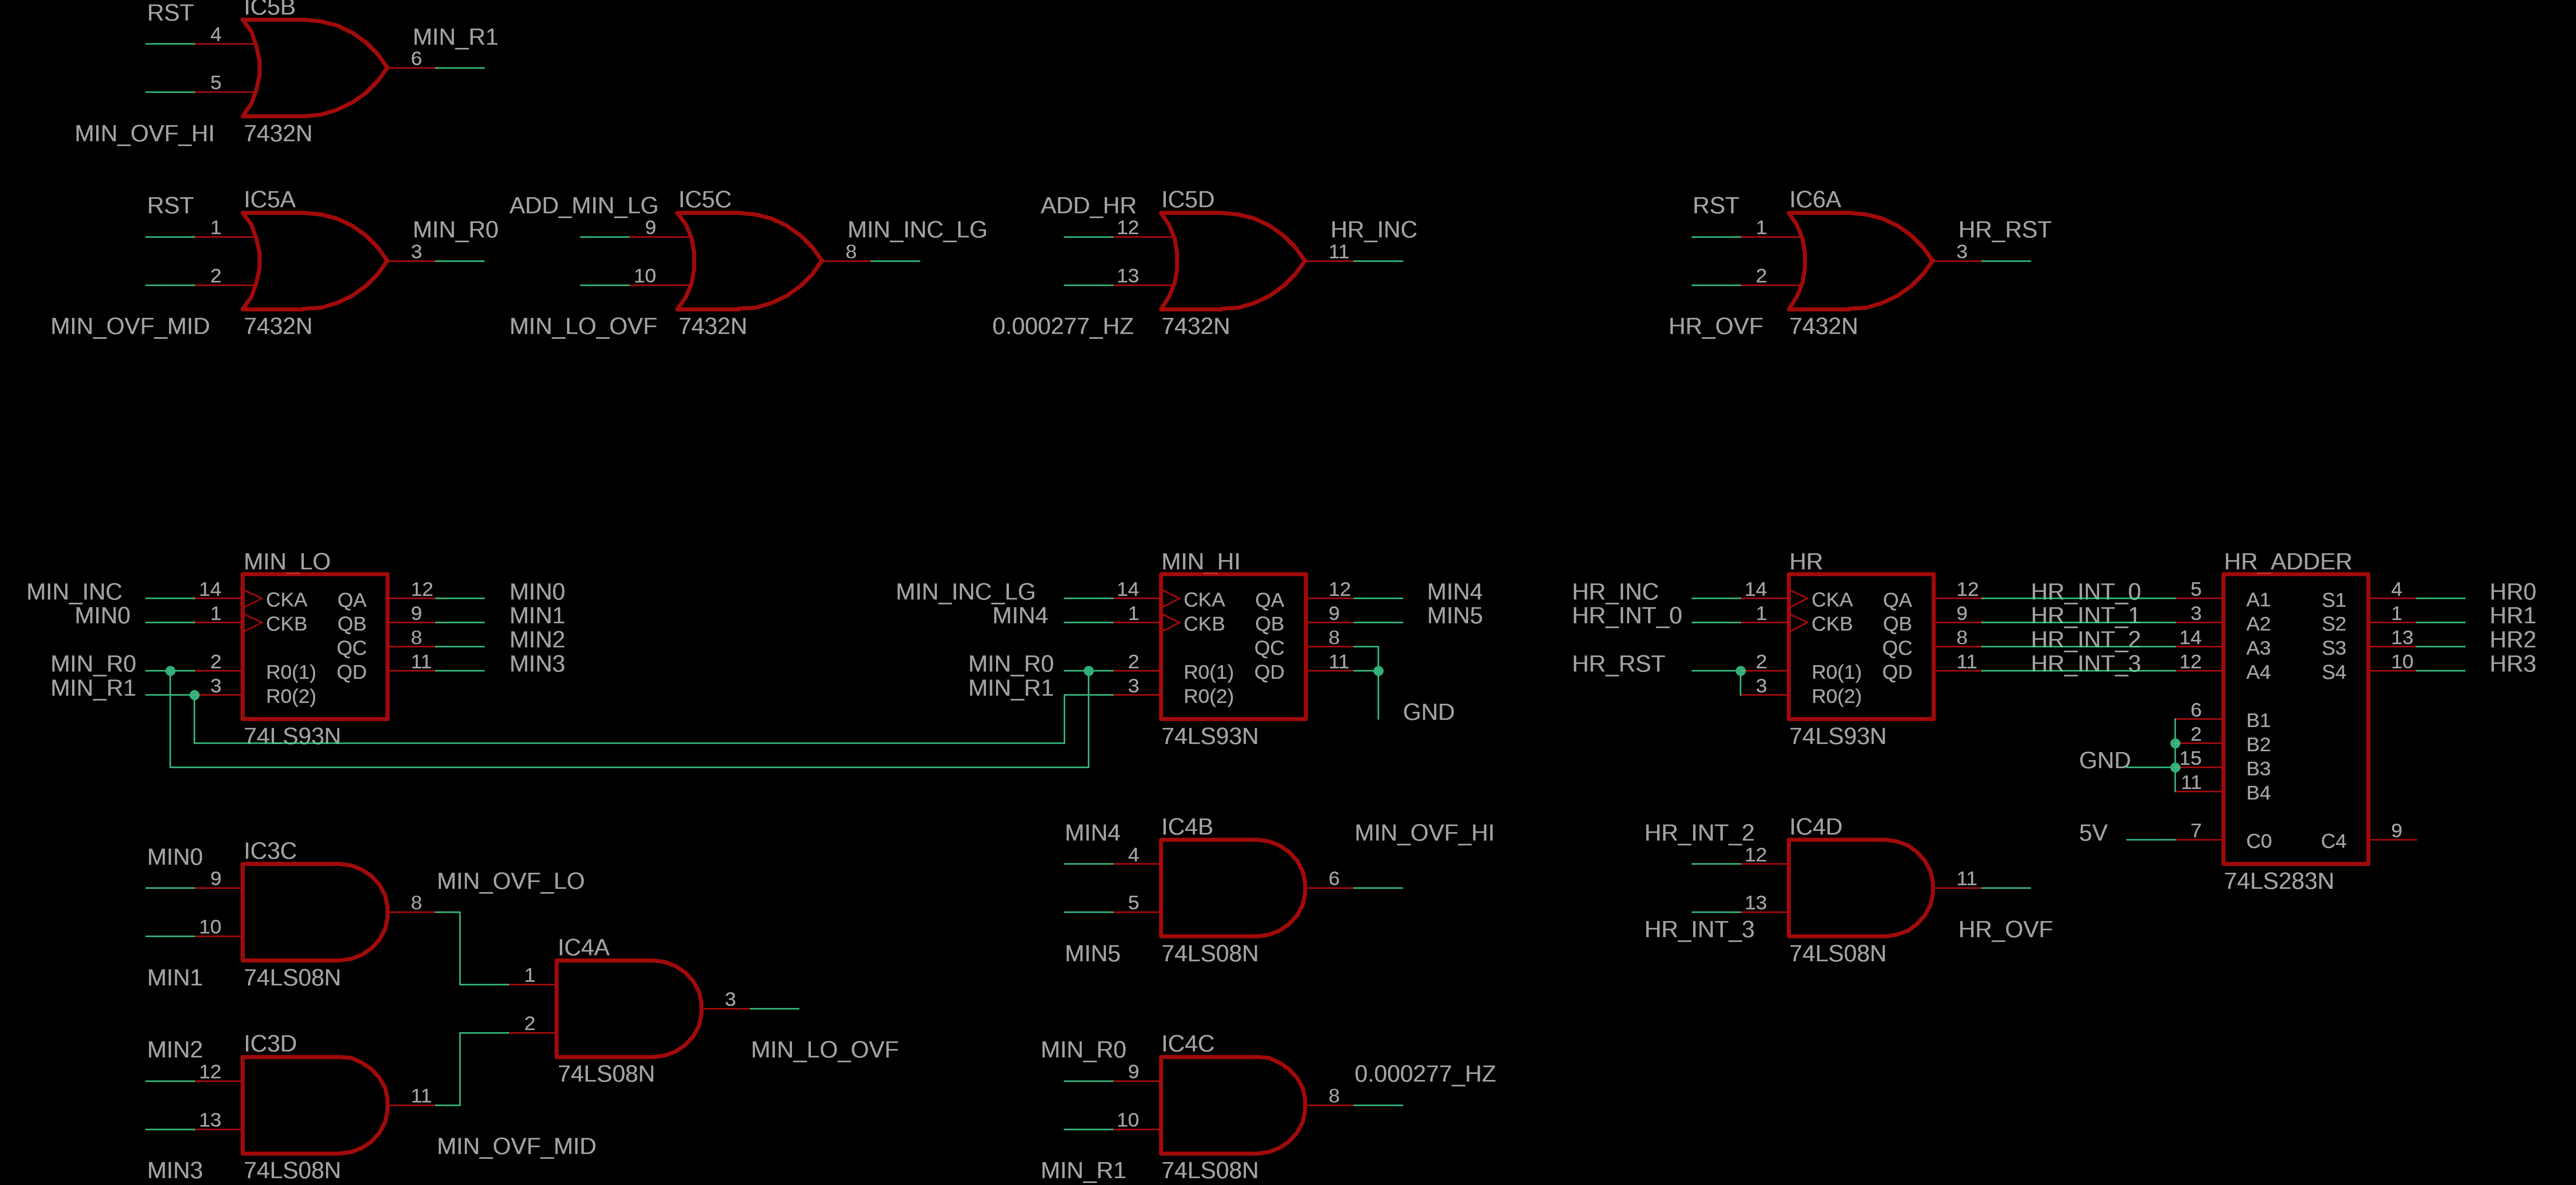 RST
IC5B
4
MIN_R1
6
5
MIN_OVF_HI
7432N
RST
IC5A
1
MIN_R0
3
2
MIN_OVF_MID
7432N
ADD_MIN_LG
IC5C
9
MIN_INC_LG
8
10
MIN_LO_OVF
7432N
ADD_HR
IC5D
12
HR_INC
11
13
0.000277_HZ
7432N
RST
IC6A
1
HR_RST
3
2
HR_OVF
7432N
MIN_LO
MIN_INC 14 CKA QA 12 MIN0
MIN0 1 CKB QB 9 MIN1
QC 8 MIN2
MIN_R0 2 R0(1) QD 11 MIN3
MIN_R1 3 R0(2)
74LS93N
MIN_HI
MIN_INC_LG 14 CKA QA 12 MIN4
MIN4 1 CKB QB 9 MIN5
QC 8
MIN_R0 2 R0(1) QD 11
MIN_R1 3 R0(2)
GND
74LS93N
HR
HR_INC 14 CKA QA 12 HR_INT_0
HR_INT_0 1 CKB QB 9 HR_INT_1
QC 8 HR_INT_2
HR_RST 2 R0(1) QD 11 HR_INT_3
3 R0(2)
74LS93N
HR_ADDER
5 A1 S1 4 HR0
3 A2 S2 1 HR1
14 A3 S3 13 HR2
12 A4 S4 10 HR3
6 B1
2 B2
GND 15 B3
11 B4
5V 7 C0 C4 9
74LS283N
MIN0
IC3C
9
MIN_OVF_LO
8
10
MIN1
74LS08N
IC4A
1
3
2
MIN_LO_OVF
74LS08N
MIN2
IC3D
12
11
13
MIN_OVF_MID
MIN3
74LS08N
MIN4
IC4B
MIN_OVF_HI
4
6
5
MIN5
74LS08N
MIN_R0
IC4C
9
0.000277_HZ
8
10
MIN_R1
74LS08N
HR_INT_2
IC4D
12
11
13
HR_INT_3
HR_OVF
74LS08N